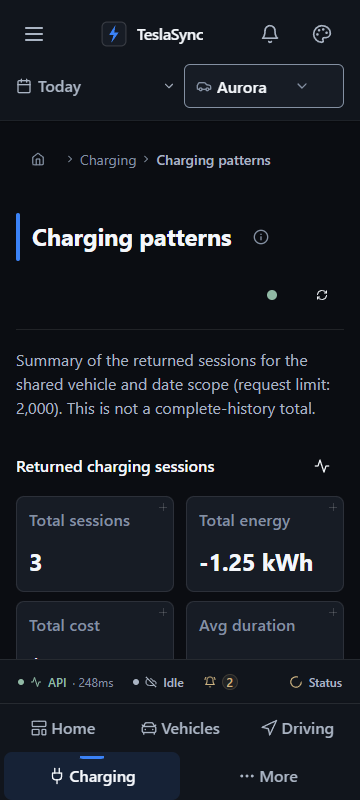 TeslaSync
Today
Aurora
Charging
Charging patterns
Charging patterns
Summary of the returned sessions for the
shared vehicle and date scope (request limit:
2,000). This is not a complete-history total.
Returned charging sessions
Total sessions
3
Total energy
-1.25 kWh
Total cost
Avg duration
API · 248ms
Idle
2
Status
Home
Vehicles
Driving
Charging
More